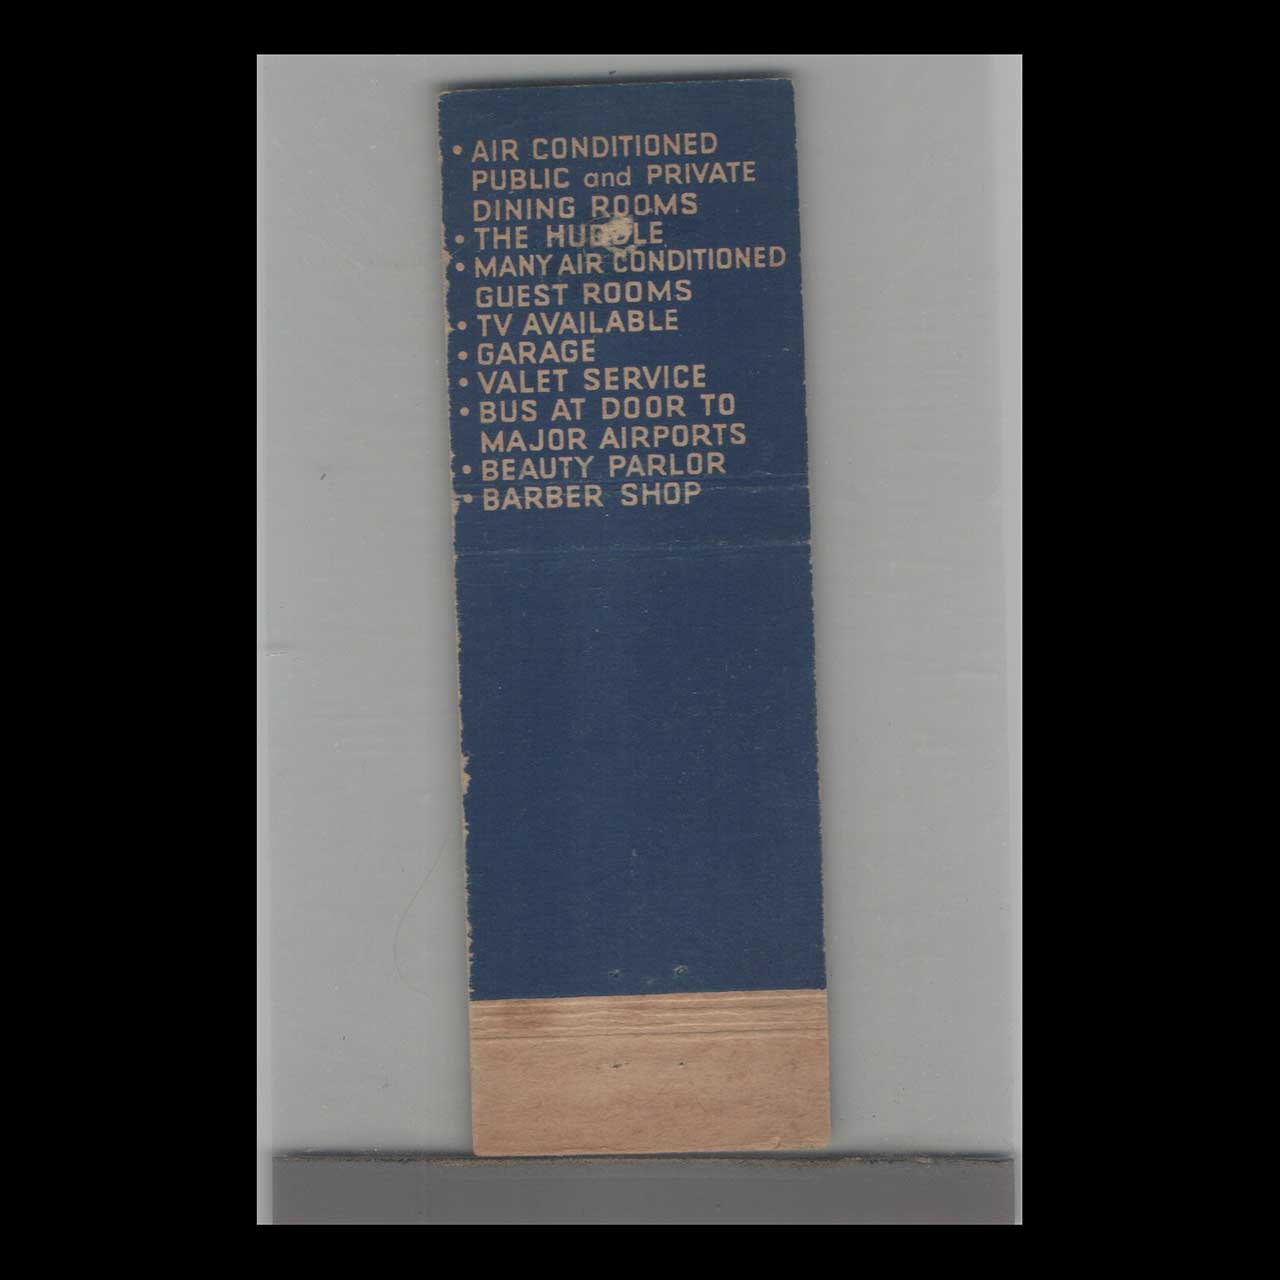 • AIR CONDITIONED
PUBLIC and PRIVATE
DINING ROOMS
• THE HUDDLE
• MANY AIR CONDITIONED
GUEST ROOMS
• TV AVAILABLE
• GARAGE
• VALET SERVICE
• BUS AT DOOR TO
MAJOR AIRPORTS
• BEAUTY PARLOR
• BARBER SHOP